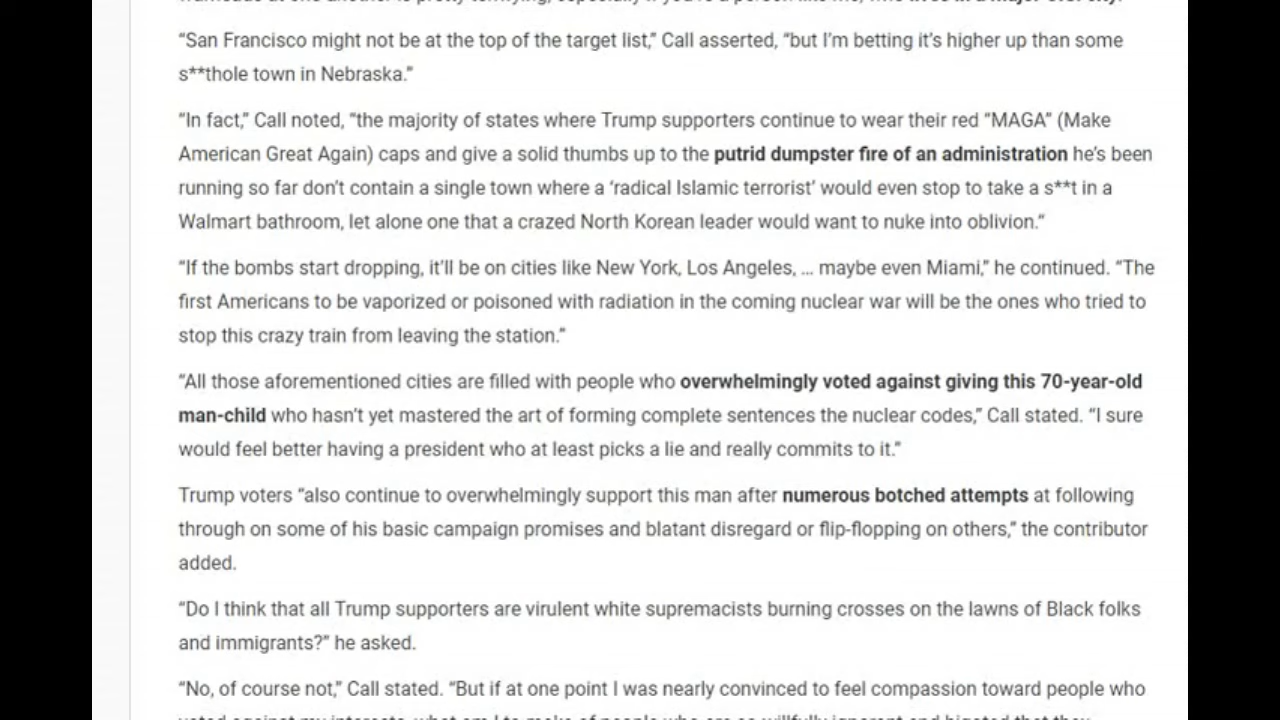 “San Francisco might not be at the top of the target list,” Call asserted, “but I’m betting it’s higher up than some
s**thole town in Nebraska.”
“In fact,” Call noted, “the majority of states where Trump supporters continue to wear their red “MAGA” (Make
American Great Again) caps and give a solid thumbs up to the putrid dumpster fire of an administration he’s been
running so far don’t contain a single town where a ‘radical Islamic terrorist’ would even stop to take a s**t in a
Walmart bathroom, let alone one that a crazed North Korean leader would want to nuke into oblivion.“
“If the bombs start dropping, it’ll be on cities like New York, Los Angeles, … maybe even Miami,” he continued. “The
first Americans to be vaporized or poisoned with radiation in the coming nuclear war will be the ones who tried to
stop this crazy train from leaving the station.”
“All those aforementioned cities are filled with people who overwhelmingly voted against giving this 70-year-old
man-child who hasn’t yet mastered the art of forming complete sentences the nuclear codes,” Call stated. “I sure
would feel better having a president who at least picks a lie and really commits to it.”
Trump voters “also continue to overwhelmingly support this man after numerous botched attempts at following
through on some of his basic campaign promises and blatant disregard or flip-flopping on others,” the contributor
added.
“Do I think that all Trump supporters are virulent white supremacists burning crosses on the lawns of Black folks
and immigrants?” he asked.
“No, of course not,” Call stated. “But if at one point I was nearly convinced to feel compassion toward people who